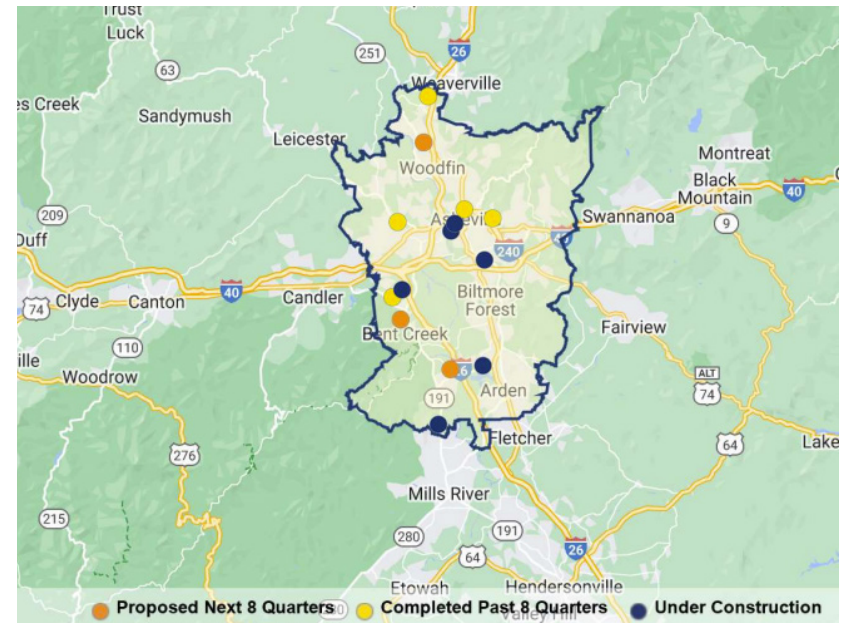 Trust
Luck
251
26
63
Weaverville
es Creek
Sandymush
Leicester
Woodfin
Montreat
Black
Mountain
40
209
Swannanoa
9
Duff
240
40
Candler
Clyde
Canton
74
Biltmore
Forest
Fairview
110
ille
Bent Creek
Woodrow
ALT
74
191
Arden
276
Fletcher
64
Lake
Mills River
215
280
191
26
64
Etowah
Hendersonville
Proposed Next 8 Quarters
Completed Past 8 Quarters
Under Construction
Valley Hill